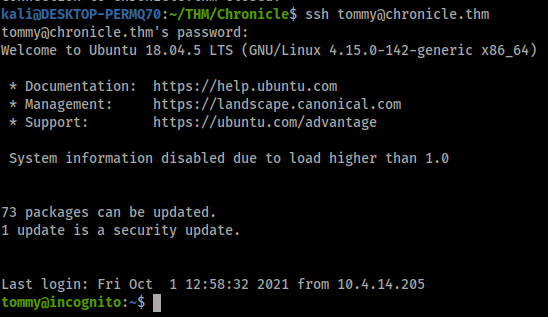 kali@DESKTOP-PERMQ70:~/THM/Chronicle$ ssh tommy@chronicle.thm
tommy@chronicle.thm's password:
Welcome to Ubuntu 18.04.5 LTS (GNU/Linux 4.15.0-142-generic x86_64)
* Documentation: https://help.ubuntu.com
* Management: https://landscape.canonical.com
* Support: https://ubuntu.com/advantage
System information disabled due to load higher than 1.0
73 packages can be updated.
1 update is a security update.
Last login: Fri Oct 1 12:58:32 2021 from 10.4.14.205
tommy@incognito:~$